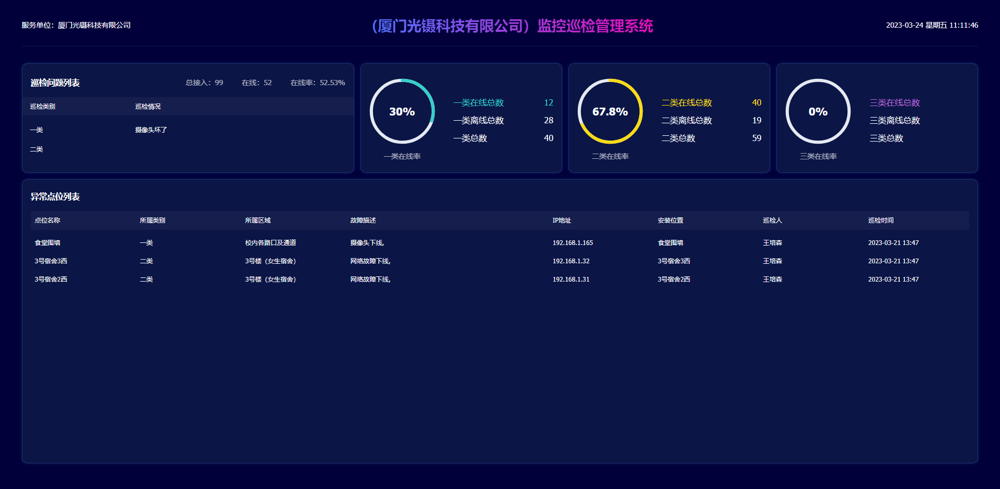 服务单位：厦门光镊科技有限公司
（厦门光镊科技有限公司）监控巡检管理系统
2023-03-24 星期五 11:11:46
巡检问题列表 总接入：99 在线：52 在线率：52.53%
巡检类别 巡检情况
一类 摄像头坏了
二类
30%
一类在线率
一类在线总数 12
一类离线总数 28
一类总数 40
67.8%
二类在线率
二类在线总数 40
二类离线总数 19
二类总数 59
0%
三类在线率
三类在线总数
三类离线总数
三类总数
异常点位列表
点位名称 所属类别 所属区域 故障描述 IP地址 安装位置 巡检人 巡检时间
食堂围墙 一类 校内各路口及通道 摄像头下线, 192.168.1.165 食堂围墙 王培森 2023-03-21 13:47
3号宿舍3西 二类 3号楼（女生宿舍） 网络故障下线, 192.168.1.32 3号宿舍3西 王培森 2023-03-21 13:47
3号宿舍2西 二类 3号楼（女生宿舍） 网络故障下线, 192.168.1.31 3号宿舍2西 王培森 2023-03-21 13:47